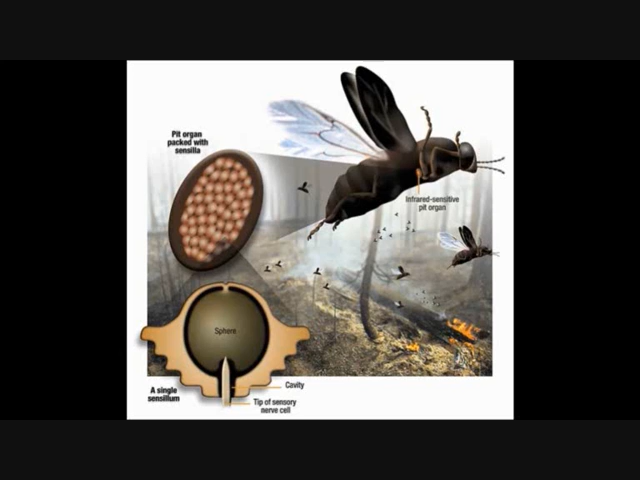 Pit organ
packed with
sensilla
Infrared-sensitive
pit organ
Sphere
A single
sensillum
Cavity
Tip of sensory
nerve cell